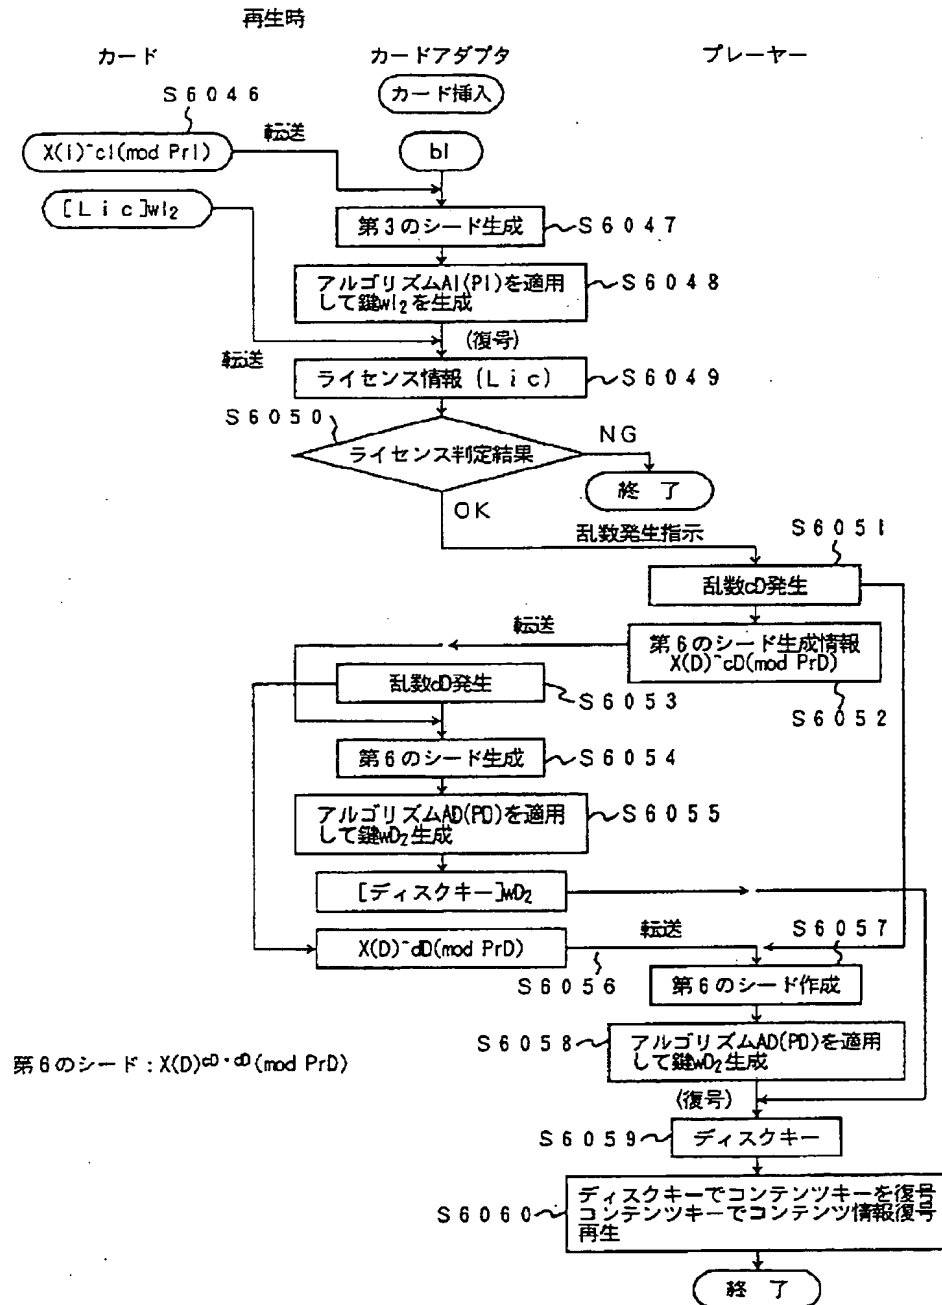 再生時
カード
カードアダプタ
プレーヤー
S6046
カード挿入
X(I)^cI(mod PrI)
転送
bI
[Lic]wI₂
第3のシード生成
S6047
アルゴリズムAI(PI)を適用
して鍵wI₂を生成
S6048
(復号)
転送
ライセンス情報(Lic)
S6049
S6050
ライセンス判定結果
NG
終 了
OK
乱数発生指示
S6051
乱数cD発生
転送
第6のシード生成情報
X(D)^cD(mod PrD)
乱数dD発生
S6053
S6052
第6のシード生成
S6054
アルゴリズムAD(PD)を適用
して鍵wD₂生成
S6055
[ディスクキー]wD₂
S6057
転送
X(D)^dD(mod PrD)
S6056
第6のシード作成
S6058
アルゴリズムAD(PD)を適用
して鍵wD₂生成
第6のシード:X(D)^cD・dD(mod PrD)
(復号)
S6059
ディスクキー
ディスクキーでコンテンツキーを復号
コンテンツキーでコンテンツ情報復号
再生
S6060
終 了